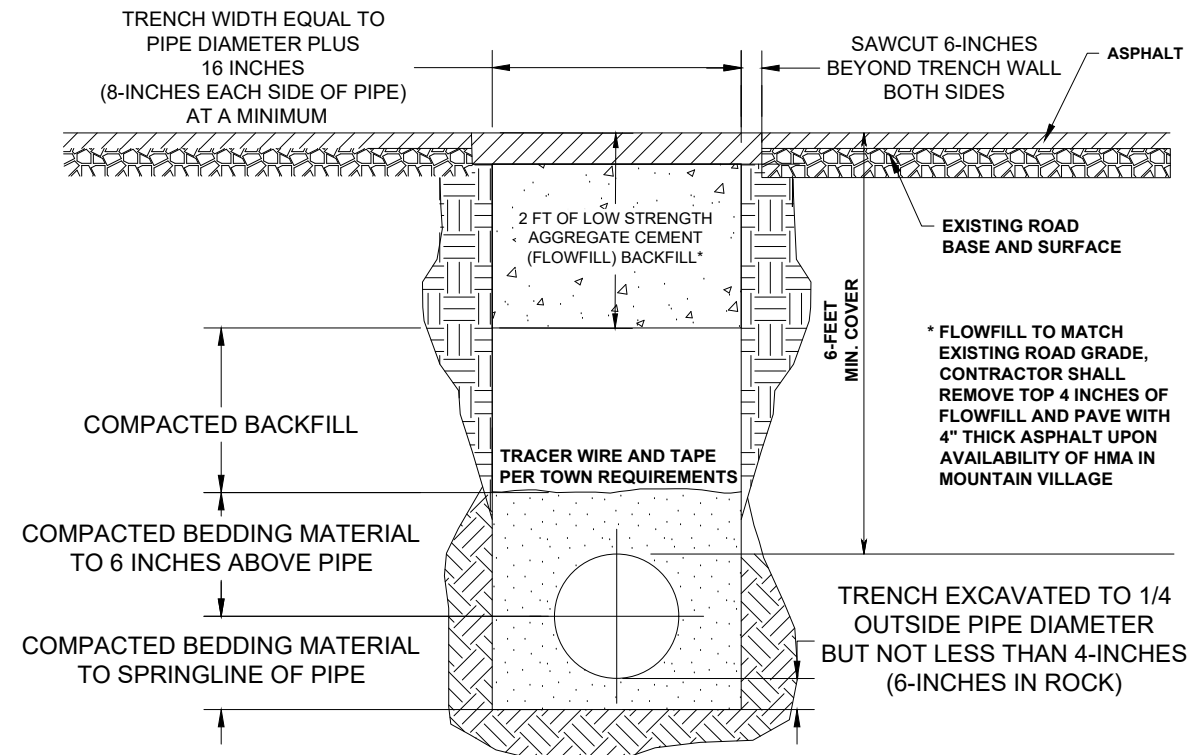 TRENCH WIDTH EQUAL TO
PIPE DIAMETER PLUS
16 INCHES
(8-INCHES EACH SIDE OF PIPE)
AT A MINIMUM
SAWCUT 6-INCHES
BEYOND TRENCH WALL
BOTH SIDES
ASPHALT
2 FT OF LOW STRENGTH
AGGREGATE CEMENT
(FLOWFILL) BACKFILL*
EXISTING ROAD
BASE AND SURFACE
6-FEET
MIN. COVER
* FLOWFILL TO MATCH
EXISTING ROAD GRADE,
CONTRACTOR SHALL
REMOVE TOP 4 INCHES OF
FLOWFILL AND PAVE WITH
4" THICK ASPHALT UPON
AVAILABILITY OF HMA IN
MOUNTAIN VILLAGE
COMPACTED BACKFILL
TRACER WIRE AND TAPE
PER TOWN REQUIREMENTS
COMPACTED BEDDING MATERIAL
TO 6 INCHES ABOVE PIPE
COMPACTED BEDDING MATERIAL
TO SPRINGLINE OF PIPE
TRENCH EXCAVATED TO 1/4
OUTSIDE PIPE DIAMETER
BUT NOT LESS THAN 4-INCHES
(6-INCHES IN ROCK)